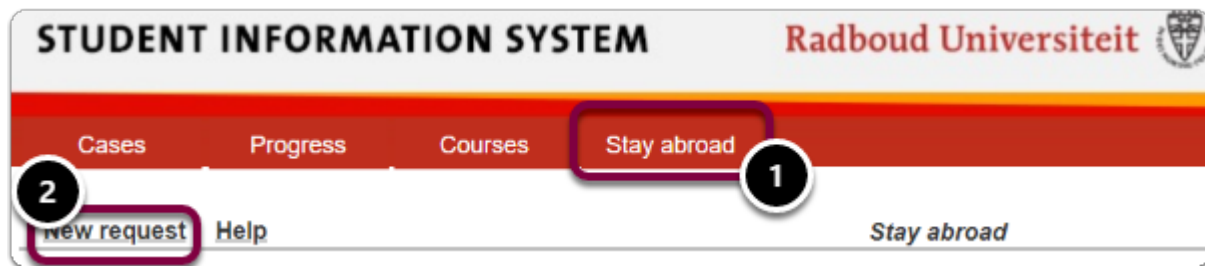 STUDENT INFORMATION SYSTEM Radboud Universiteit
Cases Progress Courses Stay abroad
1
2
New request Help Stay abroad